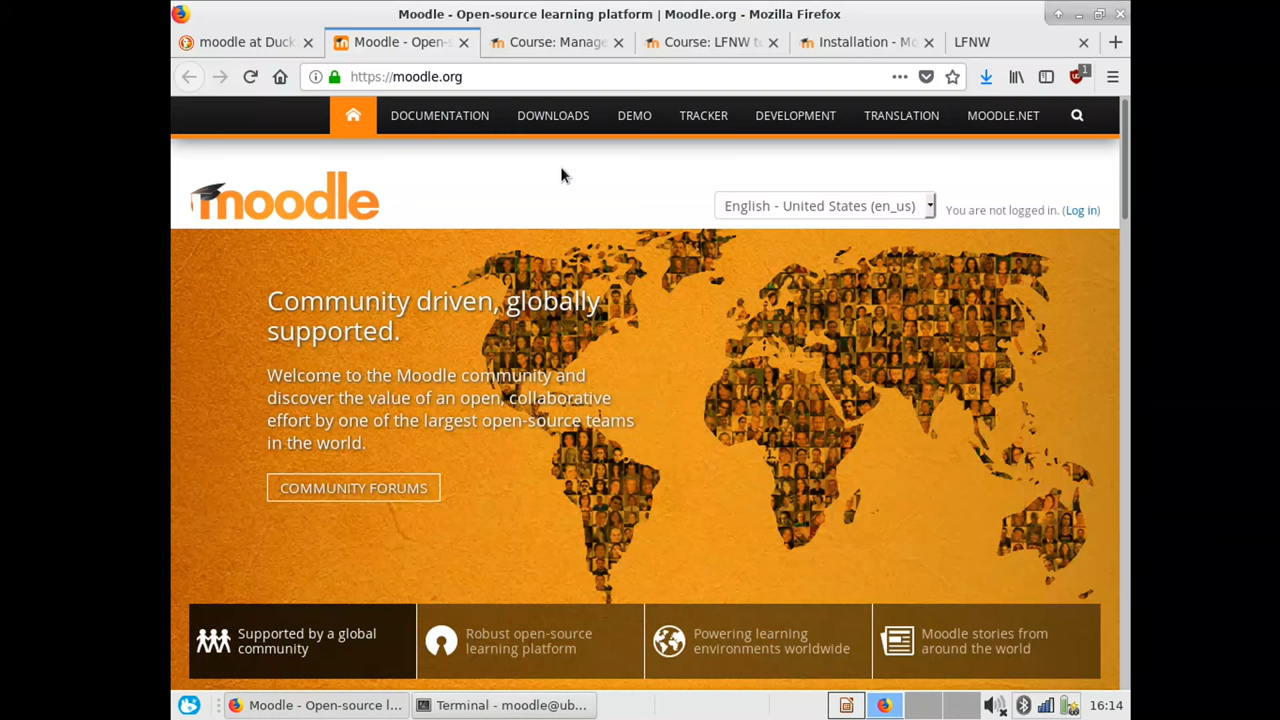 Moodle - Open-source learning platform | Moodle.org - Mozilla Firefox
moodle at Duck
Moodle - Open-s
Course: Manage
Course: LFNW t
Installation - Mo
LFNW
https://moodle.org
1
DOCUMENTATION
DOWNLOADS
DEMO
TRACKER
DEVELOPMENT
TRANSLATION
MOODLE.NET
moodle
English - United States (en_us)
You are not logged in. (Log in)
Community driven, globally
supported.
Welcome to the Moodle community and
discover the value of an open, collaborative
effort by one of the largest open-source teams
in the world.
COMMUNITY FORUMS
Supported by a global
community
Robust open-source
learning platform
Powering learning
environments worldwide
Moodle stories from
around the world
Moodle - Open-source l...
Terminal - moodle@ub...
16:14